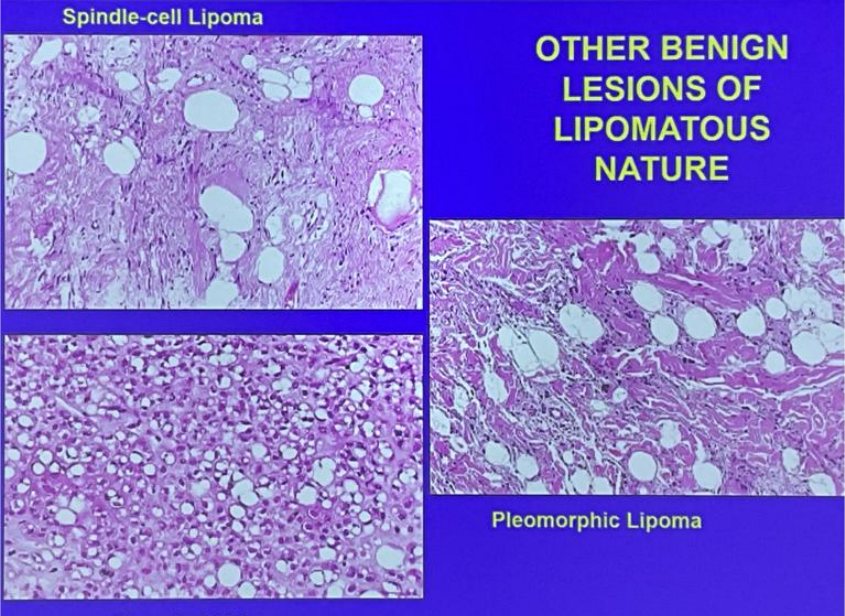 Spindle-cell Lipoma
OTHER BENIGN
LESIONS OF
LIPOMATOUS
NATURE
Pleomorphic Lipoma